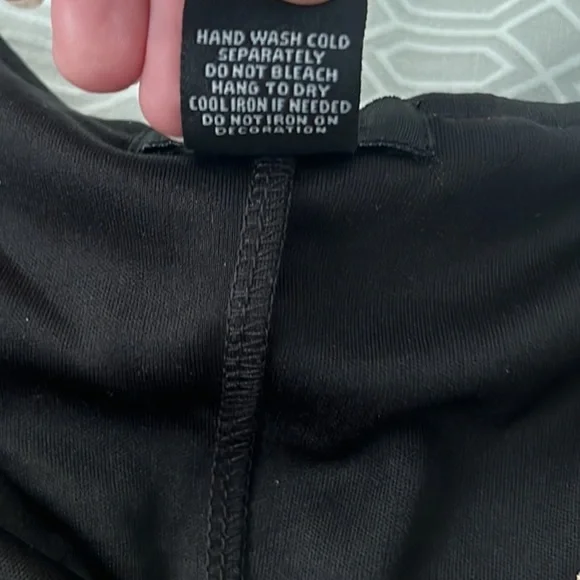 HAND WASH COLD
SEPARATELY
DO NOT BLEACH
HANG TO DRY
COOL IRON IF NEEDED
DO NOT IRON ON
DECORATION